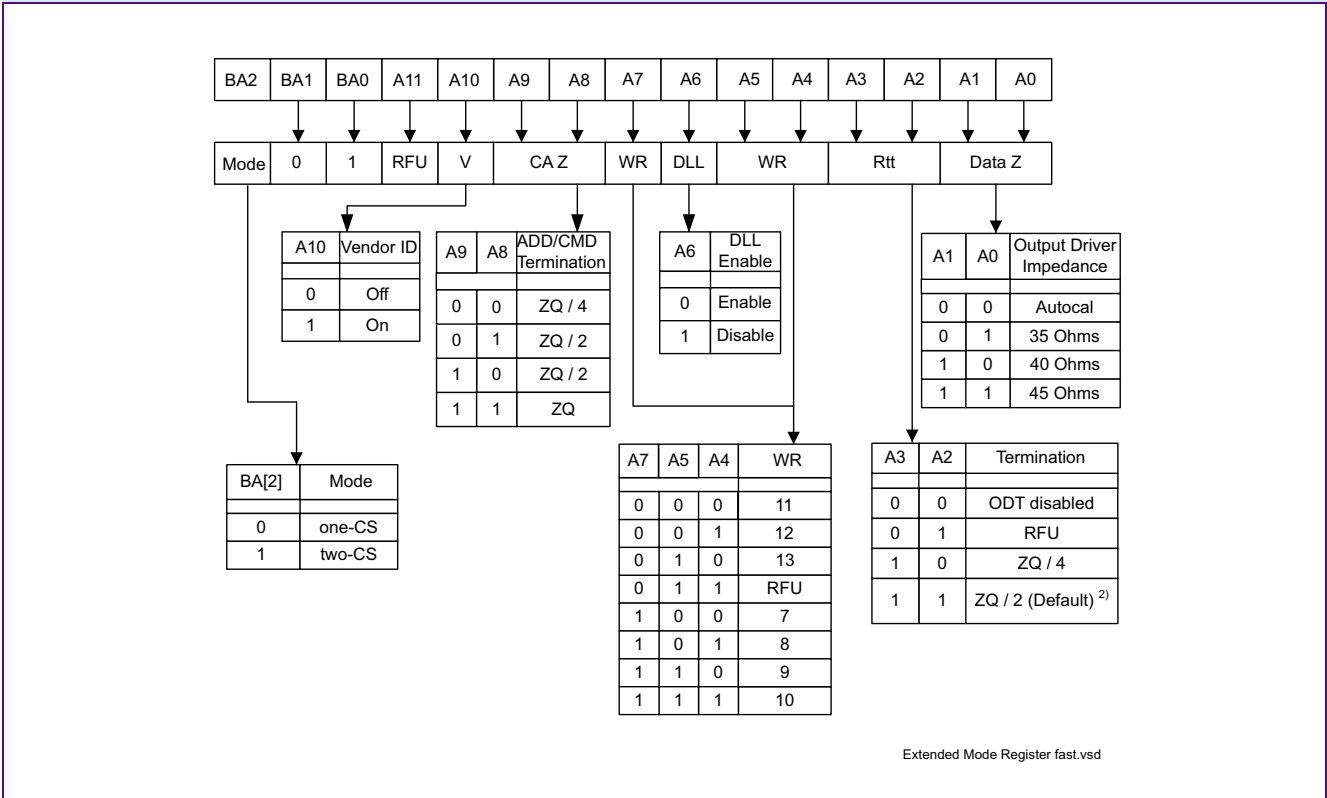 BA2 BA1 BA0 A11 A10 A9 A8 A7 A6 A5 A4 A3 A2 A1 A0
Mode 0 1 RFU V CA Z WR DLL WR Rtt Data Z
A10 Vendor ID
0 Off
1 On
A9 A8 ADD/CMD
Termination
0 0 ZQ / 4
0 1 ZQ / 2
1 0 ZQ / 2
1 1 ZQ
A6 DLL
Enable
0 Enable
1 Disable
A1 A0 Output Driver
Impedance
0 0 Autocal
0 1 35 Ohms
1 0 40 Ohms
1 1 45 Ohms
BA[2] Mode
0 one-CS
1 two-CS
A7 A5 A4 WR
0 0 0 11
0 0 1 12
0 1 0 13
0 1 1 RFU
1 0 0 7
1 0 1 8
1 1 0 9
1 1 1 10
A3 A2 Termination
0 0 ODT disabled
0 1 RFU
1 0 ZQ / 4
1 1 ZQ / 2 (Default) 2)
Extended Mode Register fast.vsd